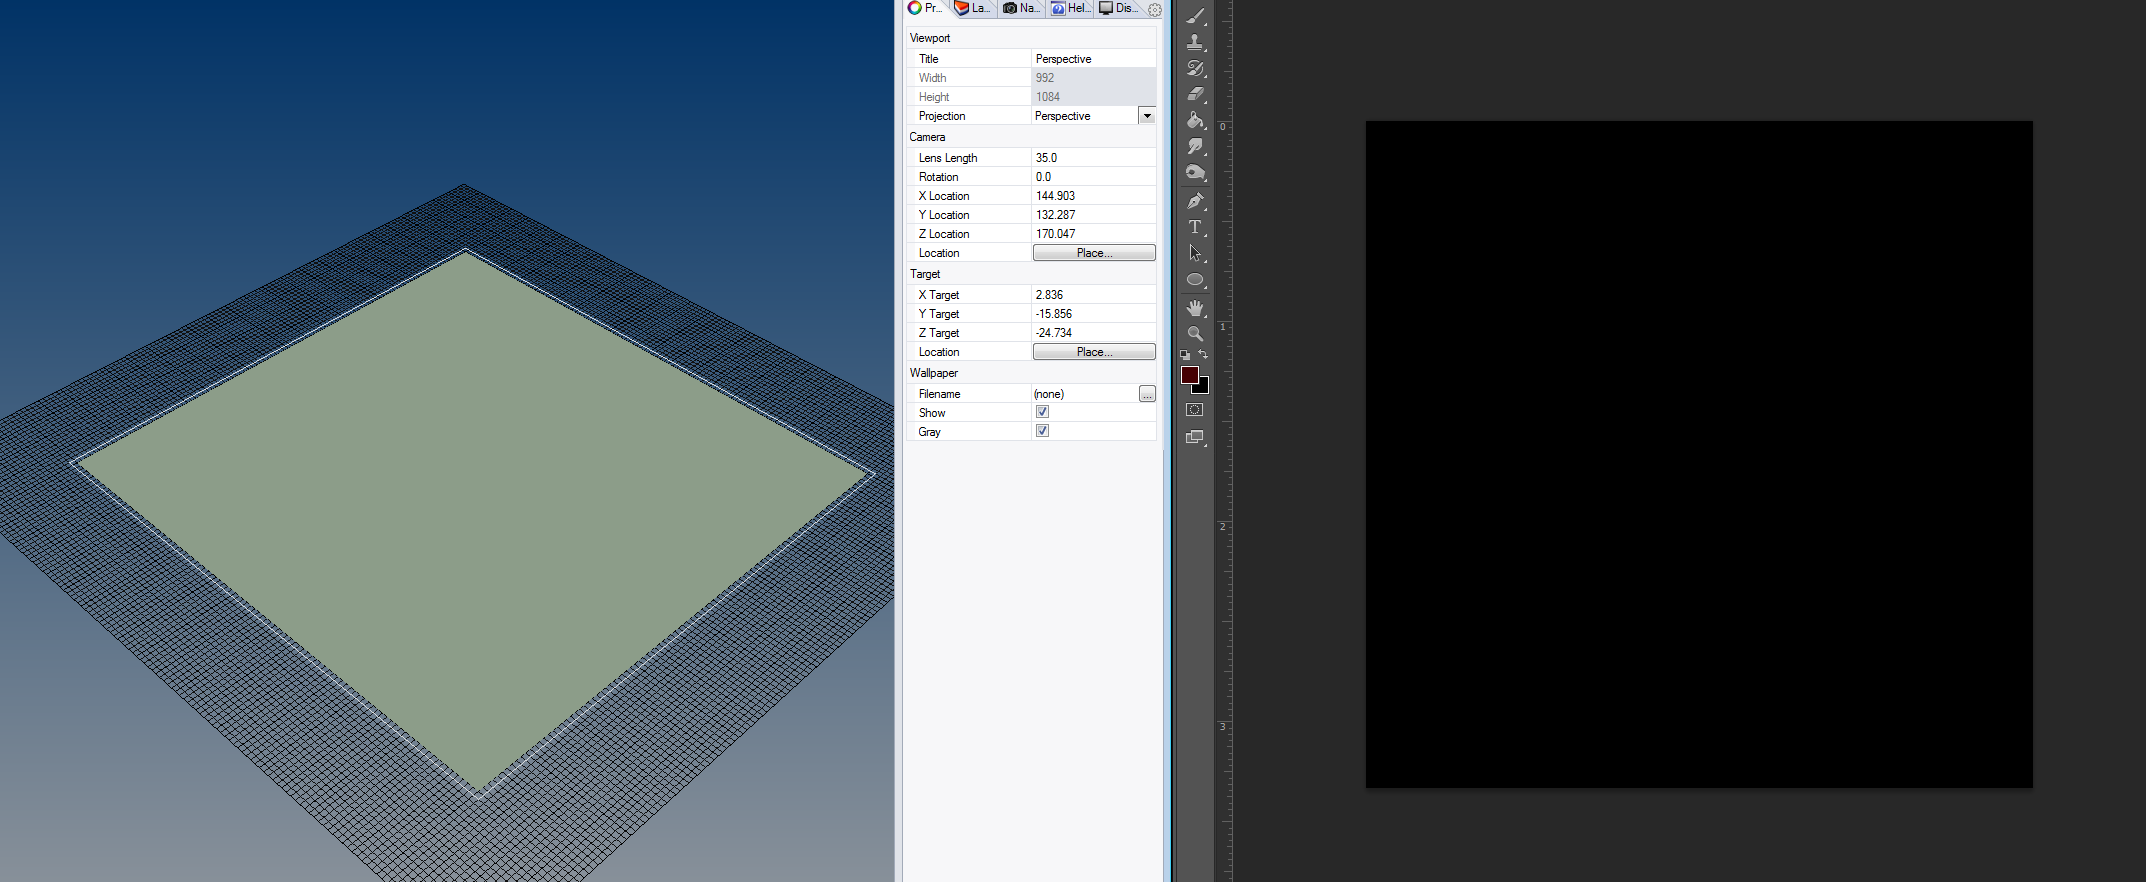 Pr... La... Na... Hel... Dis...
Viewport
Title Perspective
Width 992
Height 1084
Projection Perspective
Camera
Lens Length 35.0
Rotation 0.0
X Location 144.903
Y Location 132.287
Z Location 170.047
Location Place...
Target
X Target 2.836
Y Target -15.856
Z Target -24.734
Location Place...
Wallpaper
Filename (none) ...
Show
Gray
T
0
1
2
3